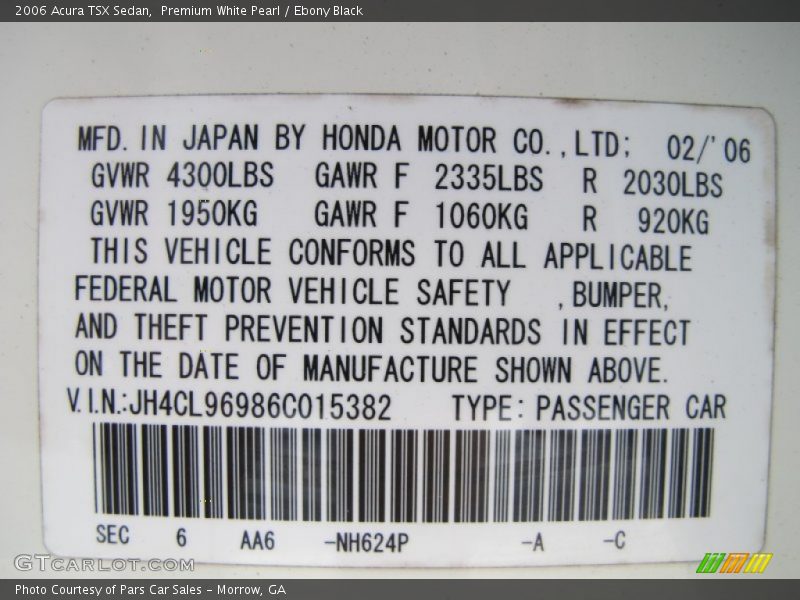 2006 Acura TSX Sedan,  Premium White Pearl / Ebony Black
MFD. IN JAPAN BY HONDA MOTOR CO.,LTD; 02/'06
GVWR 4300LBS GAWR F 2335LBS R 2030LBS
GVWR 1950KG GAWR F 1060KG R 920KG
THIS VEHICLE CONFORMS TO ALL APPLICABLE
FEDERAL MOTOR VEHICLE SAFETY ,BUMPER,
AND THEFT PREVENTION STANDARDS IN EFFECT
ON THE DATE OF MANUFACTURE SHOWN ABOVE.
V.I.N.:JH4CL96986C015382 TYPE: PASSENGER CAR
SEC 6 AA6 -NH624P -A -C
GTCARLOT.COM
Photo Courtesy of Pars Car Sales - Morrow, GA